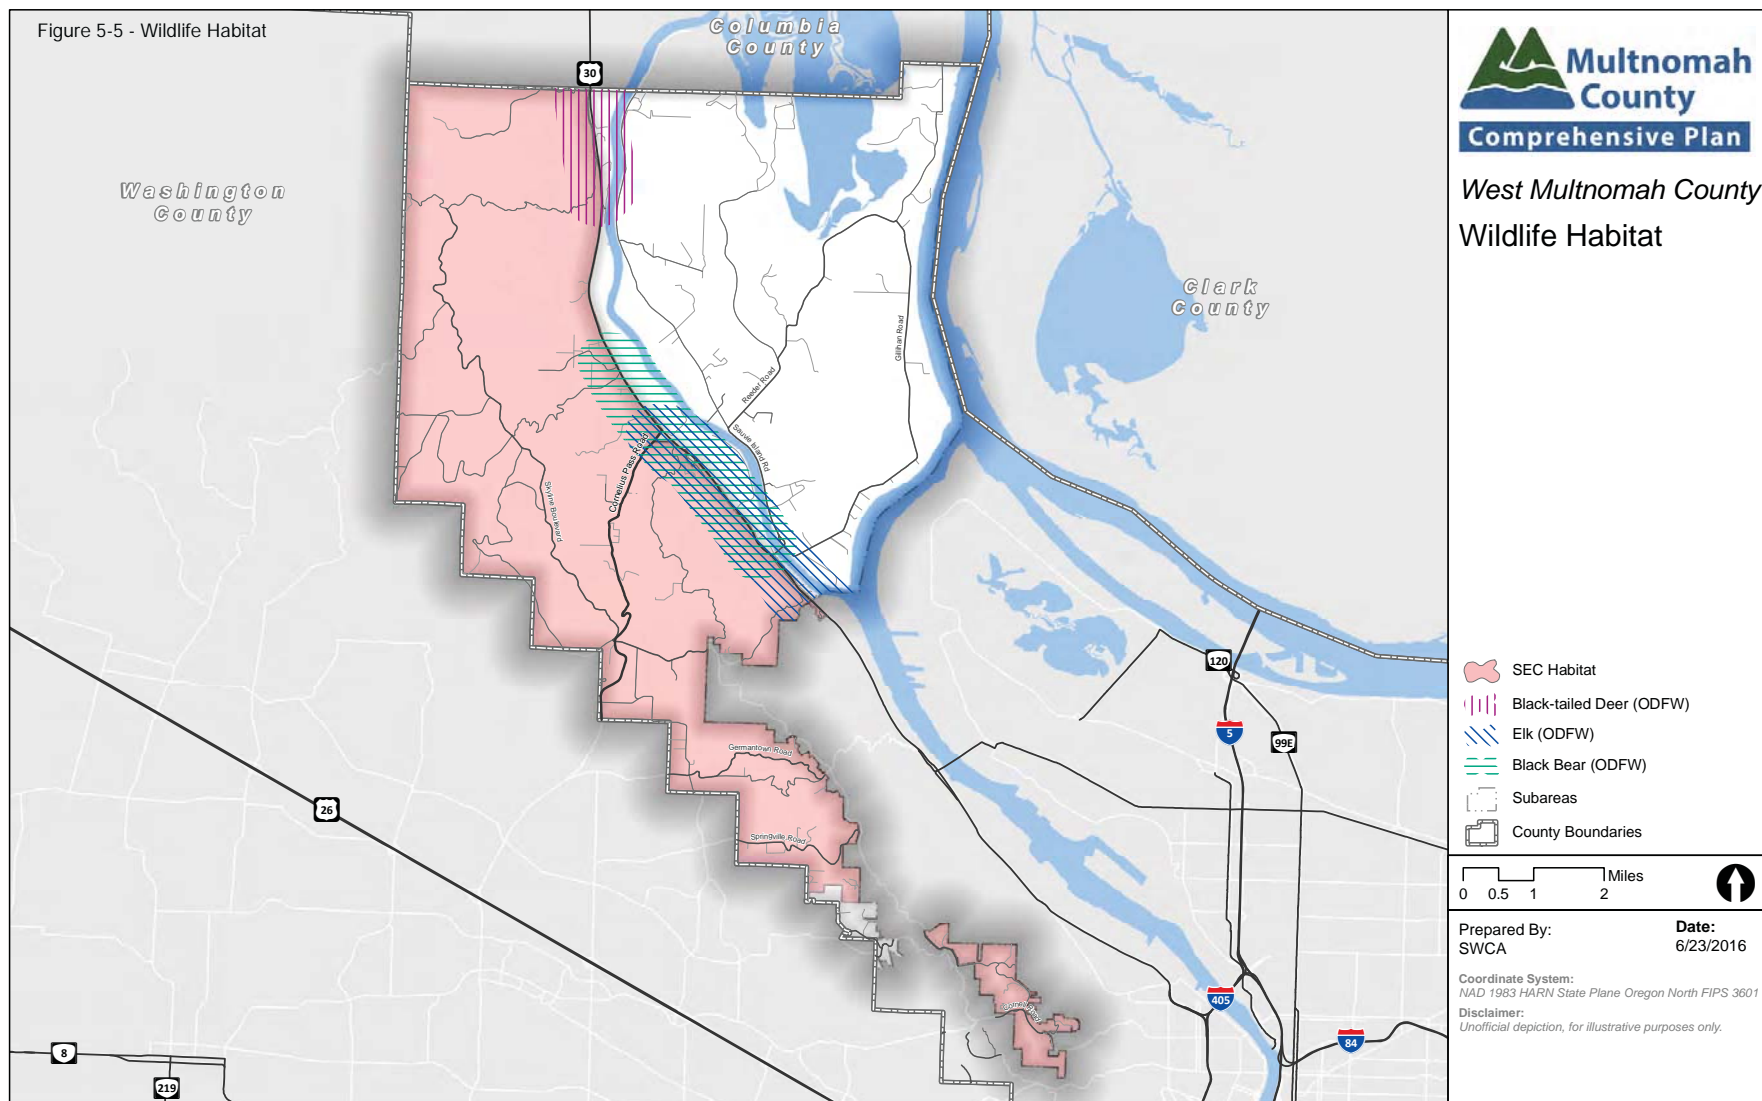 Figure 5-5 - Wildlife Habitat
Columbia
County
30
Washington
County
Clark
County
Gillihan Road
Reeder Road
Sauvie Island Rd
Cornelius Pass Road
Skyline Boulevard
120
5
99E
Germantown Road
26
Springville Road
Cornell Road
405
84
8
219
Multnomah
County
Comprehensive Plan
West Multnomah County
Wildlife Habitat
SEC Habitat
Black-tailed Deer (ODFW)
Elk (ODFW)
Black Bear (ODFW)
Subareas
County Boundaries
Miles
0 0.5 1 2
Prepared By:
SWCA
Date:
6/23/2016
Coordinate System:
NAD 1983 HARN State Plane Oregon North FIPS 3601
Disclaimer:
Unofficial depiction, for illustrative purposes only.